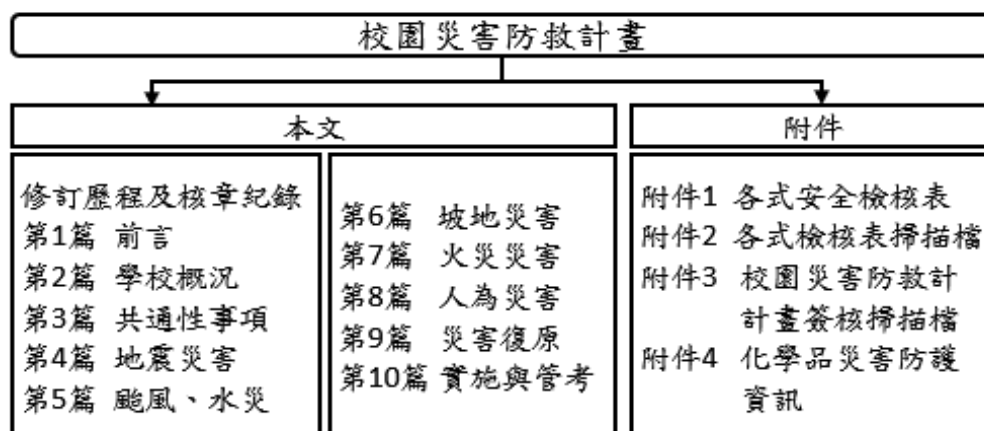 校園災害防救計畫
本文
附件
修訂歷程及核章紀錄
第1篇 前言
第2篇 學校概況
第3篇 共通性事項
第4篇 地震災害
第5篇 颱風、水災
第6篇 坡地災害
第7篇 火災災害
第8篇 人為災害
第9篇 災害復原
第10篇 實施與管考
附件1 各式安全檢核表
附件2 各式檢核表掃描檔
附件3 校園災害防救計
計畫簽核掃描檔
附件4 化學品災害防護
資訊